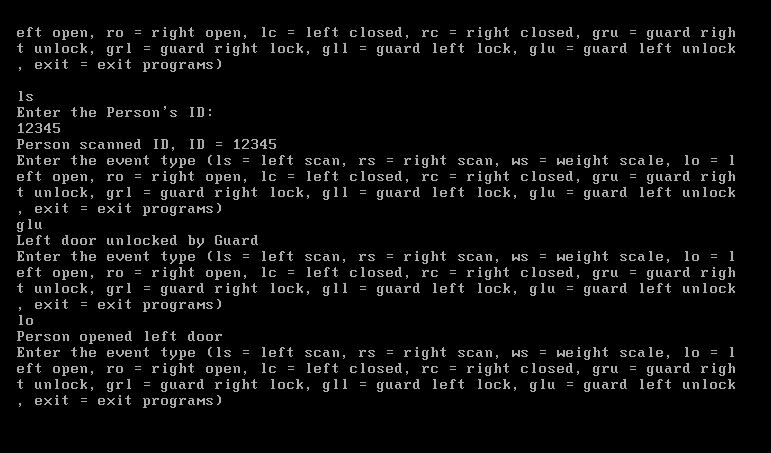 eft open, ro = right open, lc = left closed, rc = right closed, gru = guard righ
t unlock, grl = guard right lock, gll = guard left lock, glu = guard left unlock
, exit = exit programs)
ls
Enter the Person's ID:
12345
Person scanned ID, ID = 12345
Enter the event type (ls = left scan, rs = right scan, ws = weight scale, lo = l
eft open, ro = right open, lc = left closed, rc = right closed, gru = guard righ
t unlock, grl = guard right lock, gll = guard left lock, glu = guard left unlock
, exit = exit programs)
glu
Left door unlocked by Guard
Enter the event type (ls = left scan, rs = right scan, ws = weight scale, lo = l
eft open, ro = right open, lc = left closed, rc = right closed, gru = guard righ
t unlock, grl = guard right lock, gll = guard left lock, glu = guard left unlock
, exit = exit programs)
lo
Person opened left door
Enter the event type (ls = left scan, rs = right scan, ws = weight scale, lo = l
eft open, ro = right open, lc = left closed, rc = right closed, gru = guard righ
t unlock, grl = guard right lock, gll = guard left lock, glu = guard left unlock
, exit = exit programs)